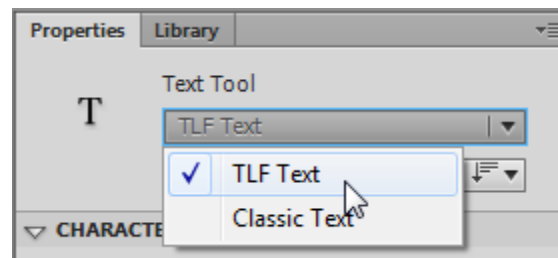 Properties Library
Text Tool
T
TLF Text
TLF Text
Classic Text
CHARACTE